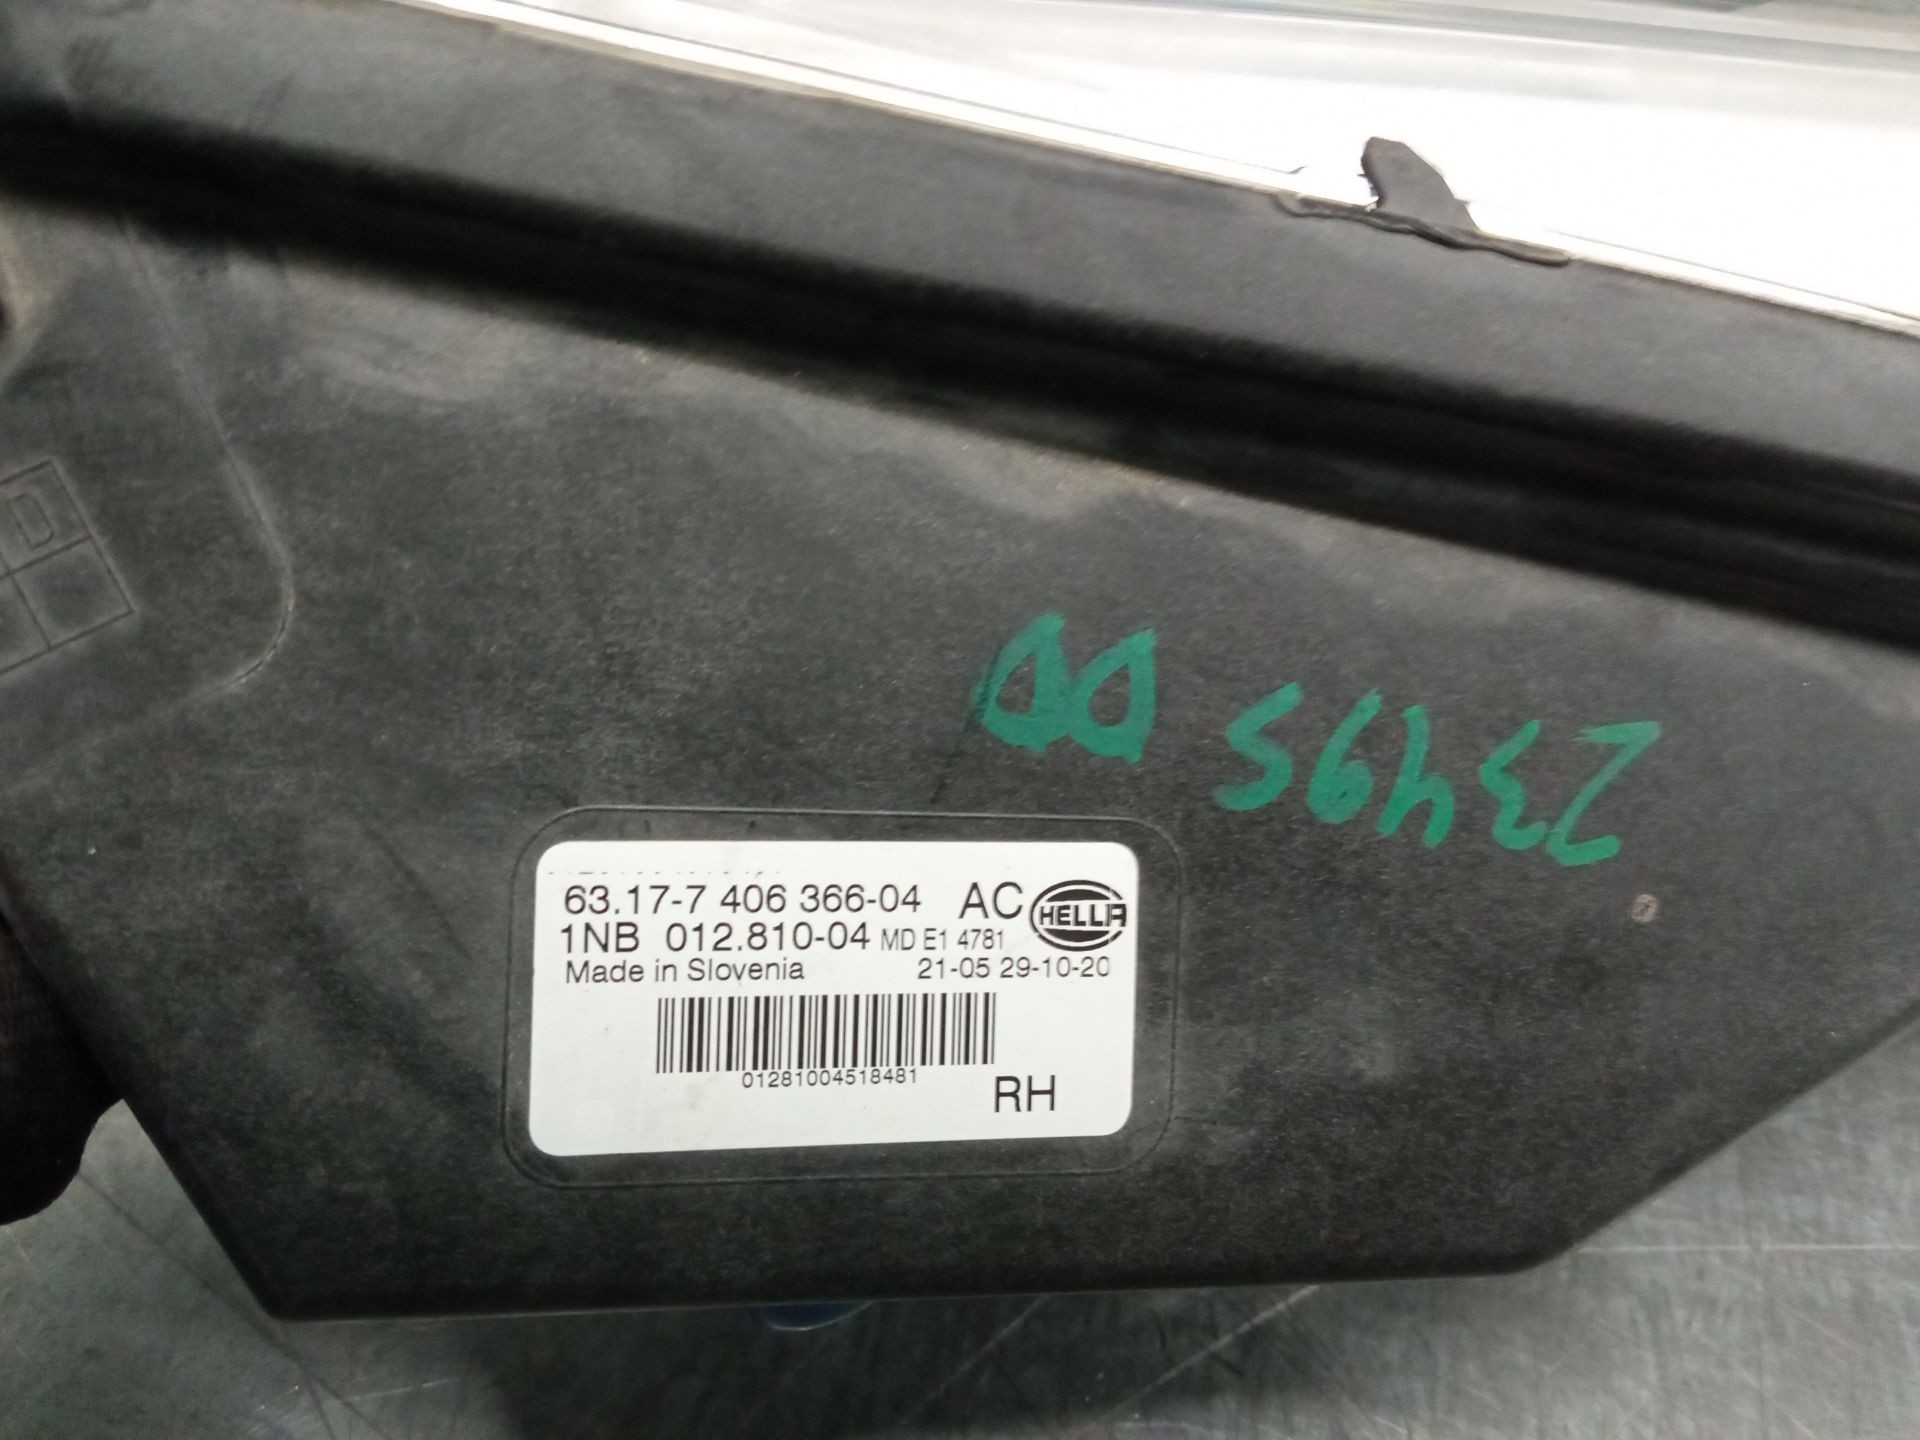 23495 DD
63.17-7 406 366-04 AC HELLA
1NB 012.810-04 MD E1 4781
Made in Slovenia 21-05 29-10-20
01281004518481
RH
D